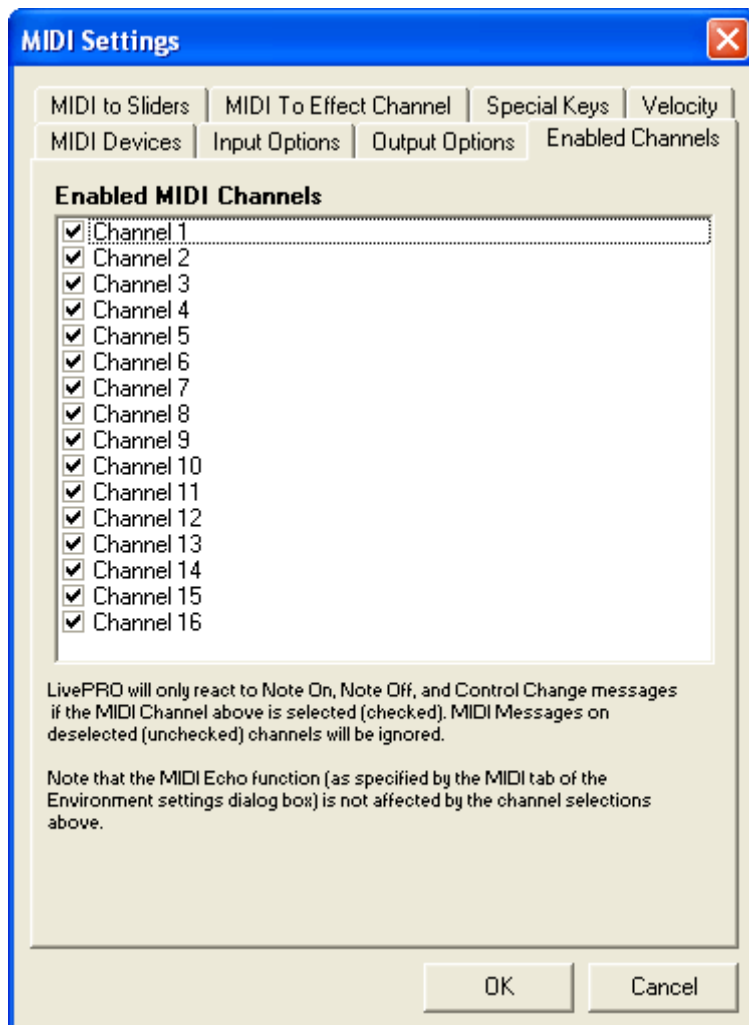 MIDI Settings
MIDI to Sliders
MIDI To Effect Channel
Special Keys
Velocity
MIDI Devices
Input Options
Output Options
Enabled Channels
Enabled MIDI Channels
Channel 1
Channel 2
Channel 3
Channel 4
Channel 5
Channel 6
Channel 7
Channel 8
Channel 9
Channel 10
Channel 11
Channel 12
Channel 13
Channel 14
Channel 15
Channel 16
LivePRO will only react to Note On, Note Off, and Control Change messages
if the MIDI Channel above is selected (checked). MIDI Messages on
deselected (unchecked) channels will be ignored.
Note that the MIDI Echo function (as specified by the MIDI tab of the
Environment settings dialog box) is not affected by the channel selections
above.
OK
Cancel